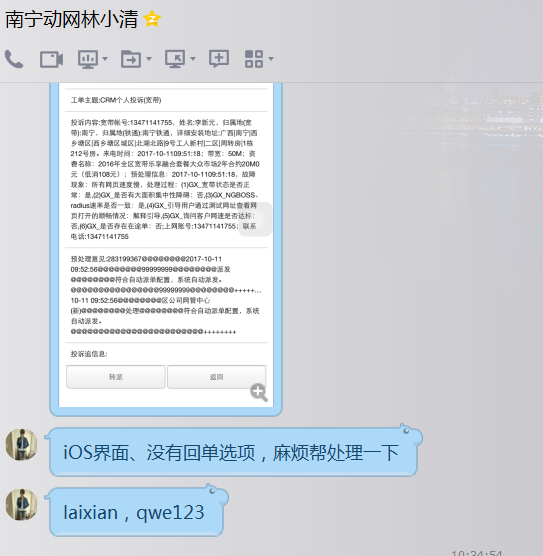 南宁动网林小清
工单主题:CRM个人投诉(宽带)
投诉内容:宽带帐号:13471141755, 姓名:李新元, 归属地(宽
带):南宁, 归属地(铁通):南宁铁通, 详细安装地址:广西|南宁|西
乡塘区|西乡塘区城区|北湖北路|9号工人新村|二区|两转房|1栋
212号房。来电时间: 2017-10-1109:51:18; 带宽: 50M; 资
费名称: 2016年全区宽带乐享融合套餐大众市场2年合约20M0
元 (低消108元) ; 预处理信息: 2017-10-1109:51:18, 故障
现象: 所有网页速度慢, 处理过程: (1)GX_宽带状态是否正
常: 是,(2)GX_是否有大面积集中性障碍: 否,(3)GX_NGBOSS-
radius速率是否一致: 是,(4)GX_引导用户通过测试网址查看网
页打开的顺畅情况: 解释引导,(5)GX_询问客户网速是否达标:
否,(6)GX_是否存在在途单: 否;上网账号:13471141755; 联系
电话:13471141755
预处理意见:283199367@@@@@@@@2017-10-11
09:52:56@@@@@@@@99999999@@@@@@@@派发
@@@@@@@@符合自动派单配置, 系统自动派发。
@@@@@@@@@@@@@@@@99999999@@@@@@@@+++++...
10-11 09:52:56@@@@@@@@区公司网管中心
(新)@@@@@@@@处理@@@@@@@@符合自动派单配置, 系统
自动派发。
@@@@@@@@@@@@@@@@@@@@@@@@++++++++
投诉追信息:
转派 返回
iOS界面、没有回单选项，麻烦帮处理一下
laixian，qwe123
10:34:54